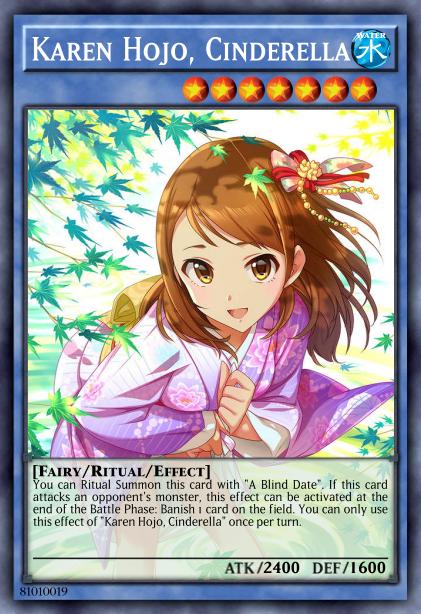 Karen Hojo, Cinderella
WATER
水
[Fairy/Ritual/Effect]
You can Ritual Summon this card with "A Blind Date". If this card
attacks an opponent's monster, this effect can be activated at the
end of the Battle Phase: Banish 1 card on the field. You can only use
this effect of "Karen Hojo, Cinderella" once per turn.
ATK/2400 DEF/1600
81010019